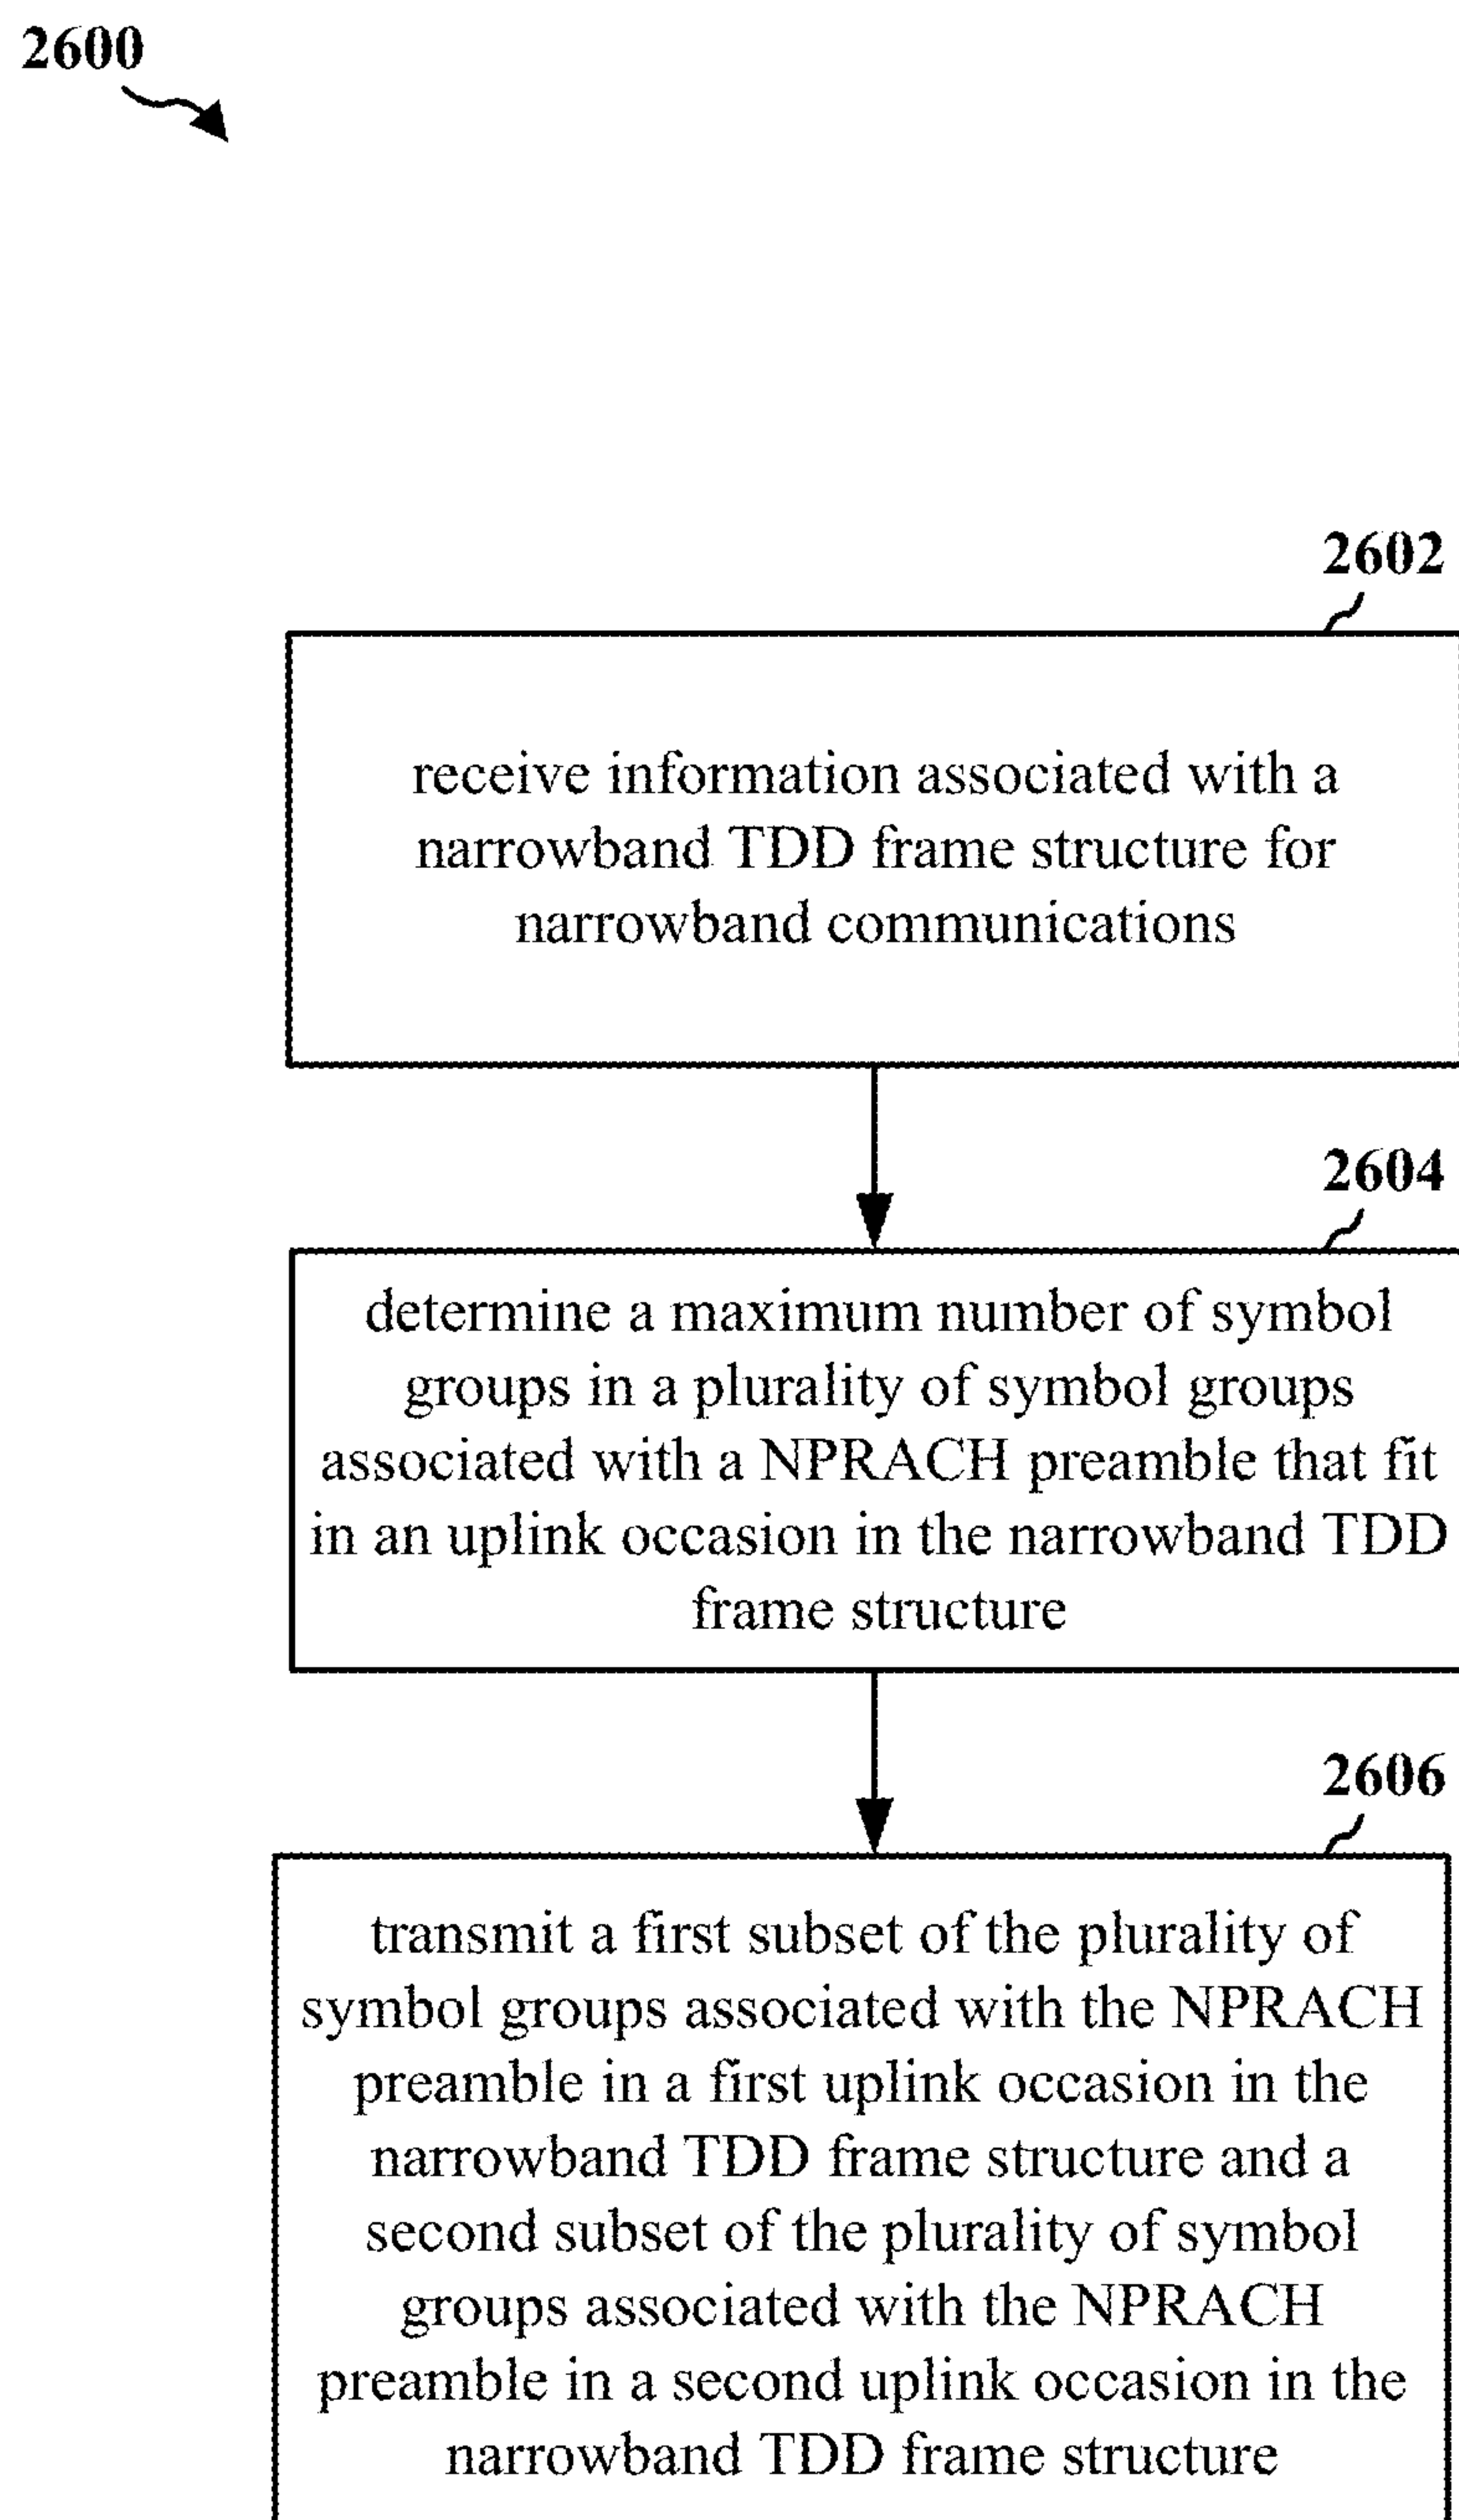 2600
2602
receive information associated with a
narrowband TDD frame structure for
narrowband communications
2604
determine a maximum number of symbol
groups in a plurality of symbol groups
associated with a NPRACH preamble that fit
in an uplink occasion in the narrowband TDD
frame structure
2606
transmit a first subset of the plurality of
symbol groups associated with the NPRACH
preamble in a first uplink occasion in the
narrowband TDD frame structure and a
second subset of the plurality of symbol
groups associated with the NPRACH
preamble in a second uplink occasion in the
narrowband TDD frame structure